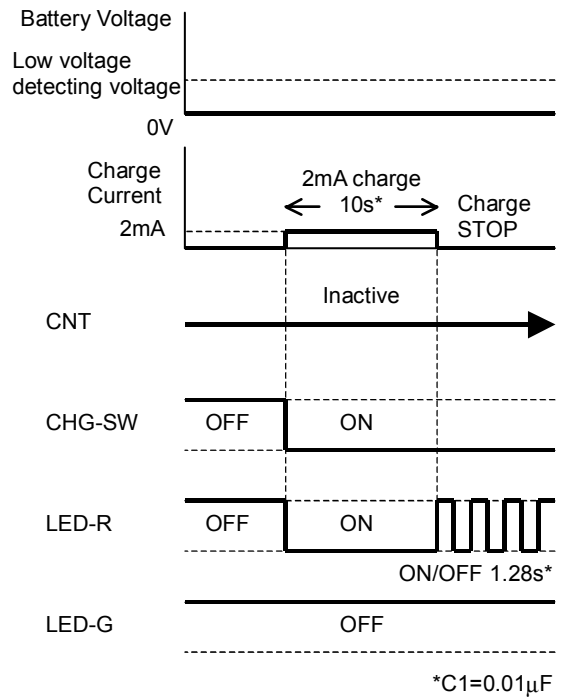 Battery Voltage
Low voltage
detecting voltage
0V
Charge
Current
2mA
2mA charge
10s*
Charge
STOP
CNT
Inactive
CHG-SW
OFF
ON
LED-R
OFF
ON
ON/OFF 1.28s*
LED-G
OFF
*C1=0.01μF